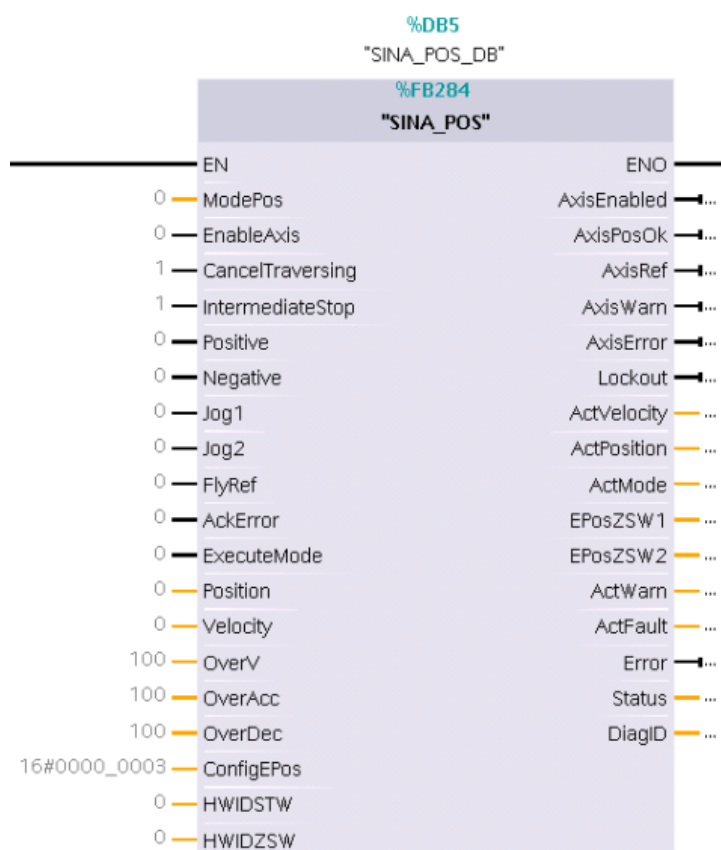 %DB5
"SINA_POS_DB"
%FB284
"SINA_POS"
EN ENO
0 ModePos AxisEnabled ...
0 EnableAxis AxisPosOk ...
1 CancelTraversing AxisRef ...
1 IntermediateStop AxisWarn ...
0 Positive AxisError ...
0 Negative Lockout ...
0 Jog1 ActVelocity ...
0 Jog2 ActPosition ...
0 FlyRef ActMode ...
0 AckError EPosZSW1 ...
0 ExecuteMode EPosZSW2 ...
0 Position ActWarn ...
0 Velocity ActFault ...
100 OverV Error ...
100 OverAcc Status ...
100 OverDec DiagID ...
16#0000_0003 ConfigEPos
0 HWIDSTW
0 HWIDZSW